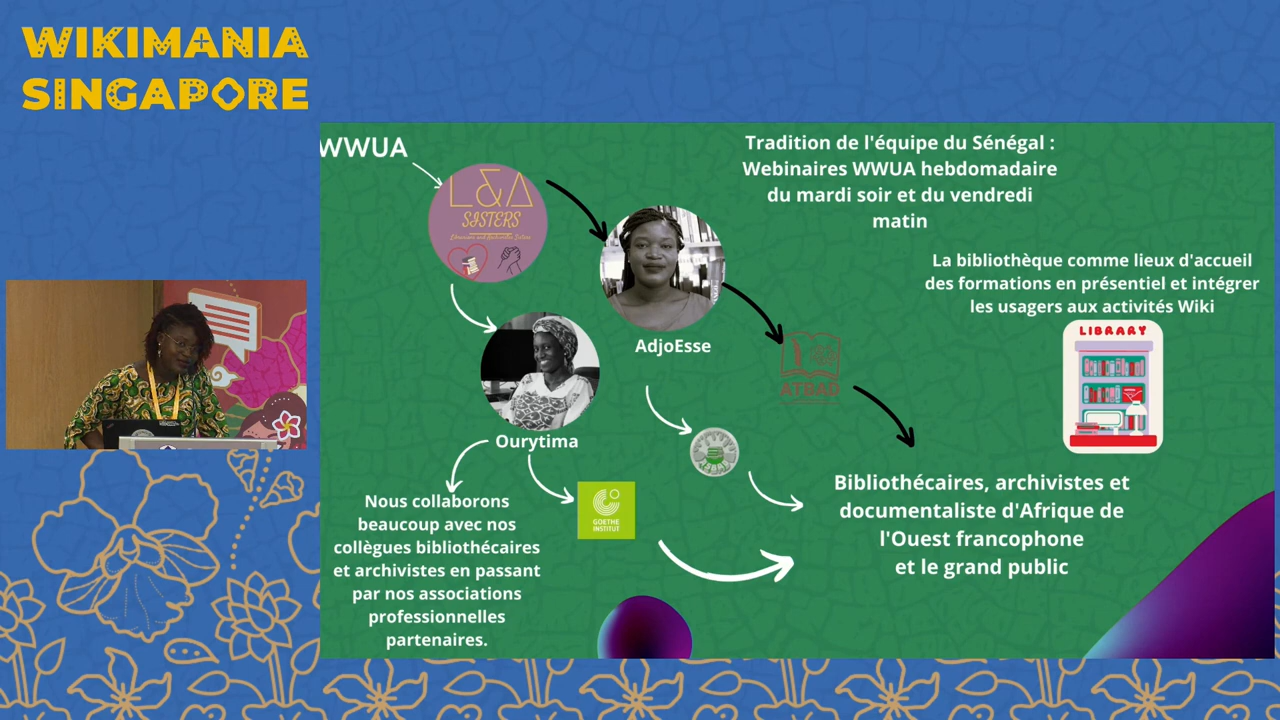 WIKIMANIA
SINGAPORE
WWUA
L&A
SISTERS
Tradition de l'équipe du Sénégal :
Webinaires WWUA hebdomadaire
du mardi soir et du vendredi
matin
La bibliothèque comme lieux d'accueil
des formations en présentiel et intégrer
les usagers aux activités Wiki
LIBRARY
AdjoEsse
ATBAD
Ourytima
GOETHE
INSTITUT
Nous collaborons
beaucoup avec nos
collègues bibliothécaires
et archivistes en passant
par nos associations
professionnelles
partenaires.
Bibliothécaires, archivistes et
documentaliste d'Afrique de
l'Ouest francophone
et le grand public